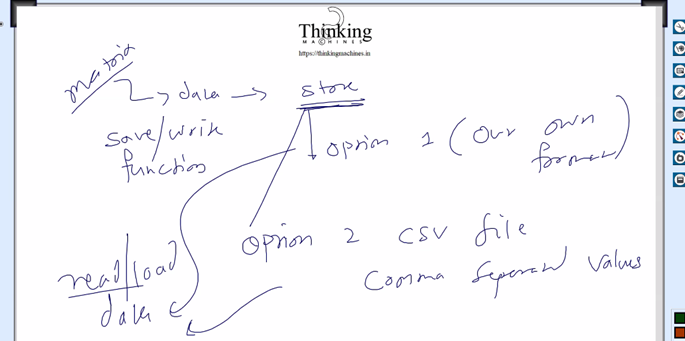 Thinking
MACHINES
https://thinkingmachines.in
matrix
data → store
save/write
function
option 1 (our own
format)
option 2 csv file
comma separated values
read/load
data